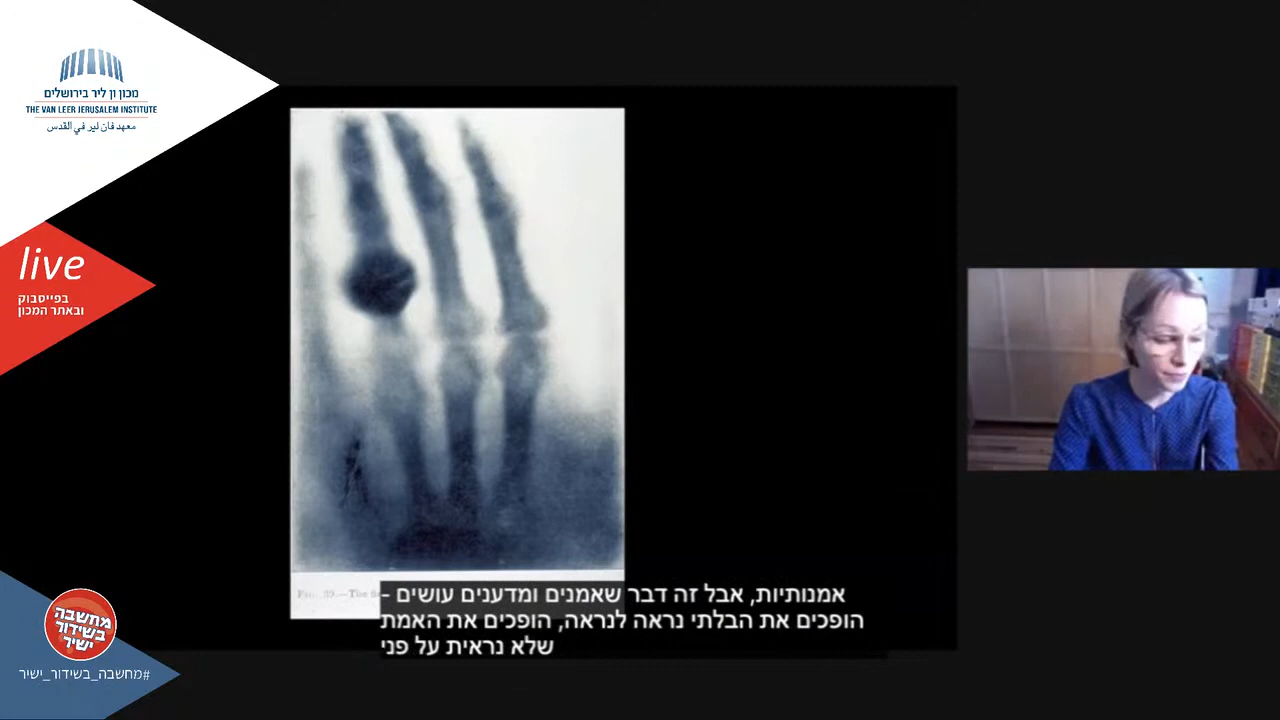 מכון ון ליר בירושלים
THE VAN LEER JERUSALEM INSTITUTE
معهد فان لير في القدس
live
בפייסבוק
ובאתר המכון
אמנותיות, אבל זה דבר שאמנים ומדענים עושים -
הופכים את הבלתי נראה לנראה, הופכים את האמת
שלא נראית על פני
מחשבה
בשידור
ישיר
#מחשבה_בשידור_ישיר